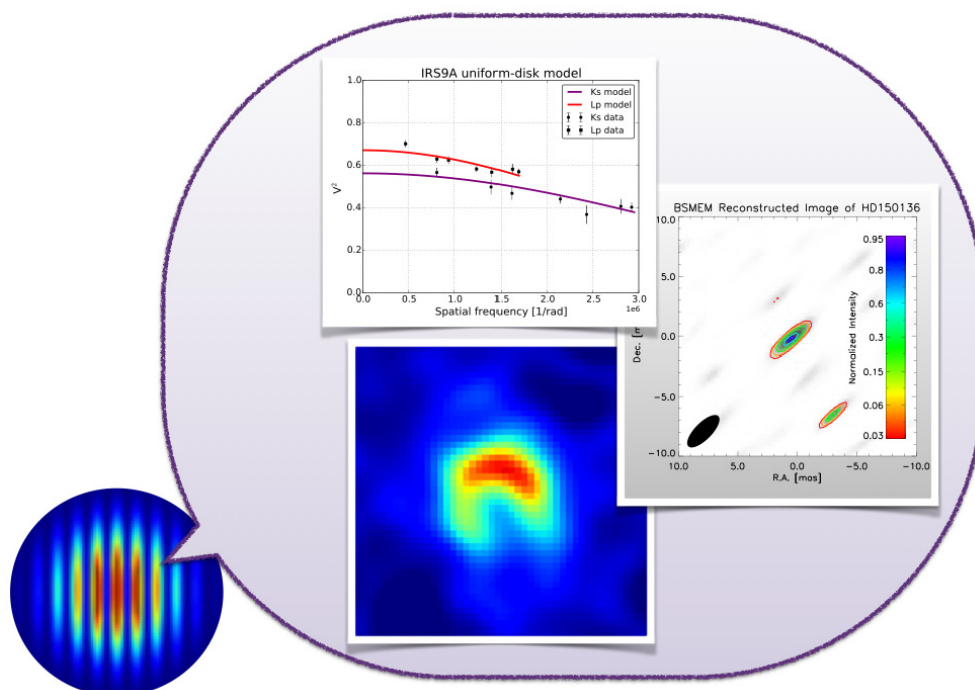 IRS9A uniform-disk model
1.0
0.8
0.6
0.4
0.2
0.0
V²
Ks model
Lp model
Ks data
Lp data
0.0 0.5 1.0 1.5 2.0 2.5 3.0
1e6
Spatial frequency [1/rad]
BSMEM Reconstructed Image of HD150136
10.0
5.0
0.0
-5.0
-10.0
Dec.
0.95
0.8
0.6
0.3
0.15
0.06
0.03
Normalized Intensity
10.0 5.0 0.0 -5.0 -10.0
R.A. [mas]